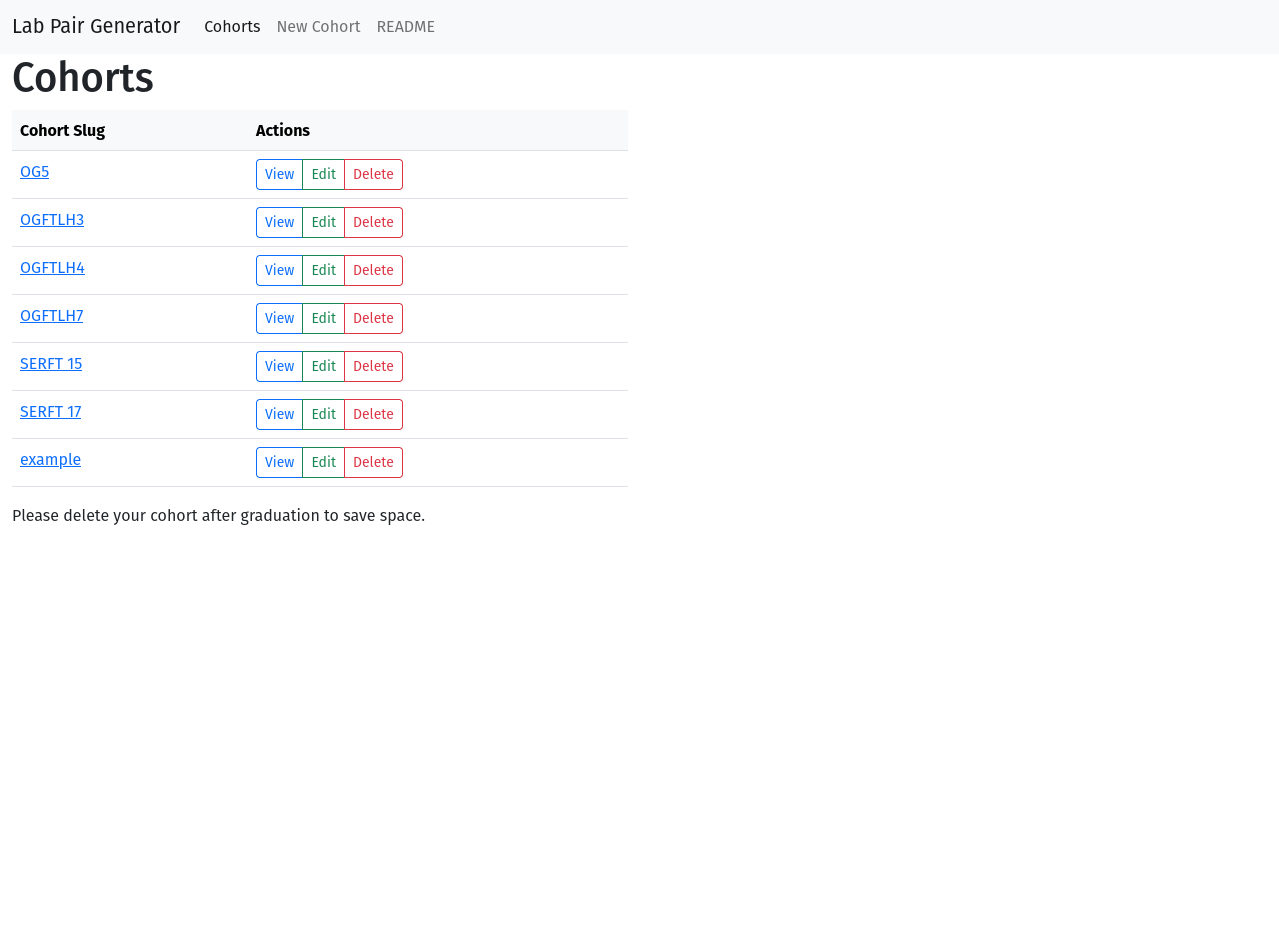 Lab Pair Generator Cohorts New Cohort README
Cohorts
Cohort Slug Actions
OG5 View Edit Delete
OGFTLH3 View Edit Delete
OGFTLH4 View Edit Delete
OGFTLH7 View Edit Delete
SERFT 15 View Edit Delete
SERFT 17 View Edit Delete
example View Edit Delete
Please delete your cohort after graduation to save space.